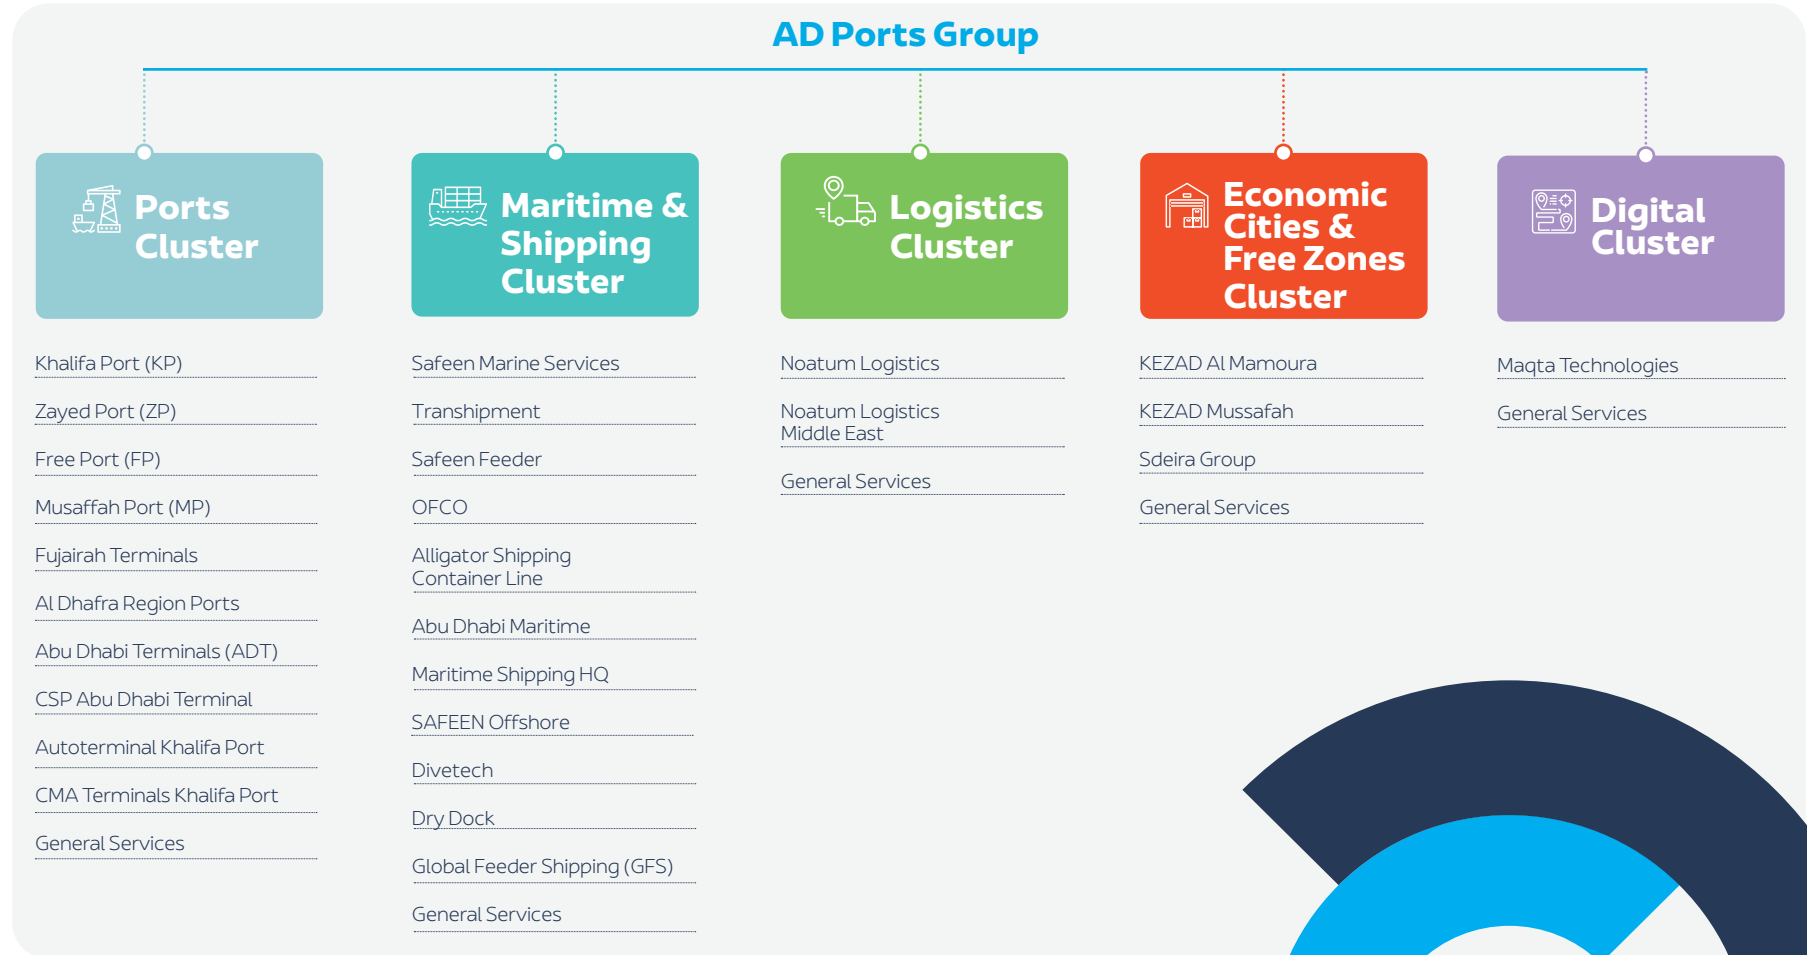 AD Ports Group
Ports
Cluster
Khalifa Port (KP)
Zayed Port (ZP)
Free Port (FP)
Musaffah Port (MP)
Fujairah Terminals
Al Dhafra Region Ports
Abu Dhabi Terminals (ADT)
CSP Abu Dhabi Terminal
Autoterminal Khalifa Port
CMA Terminals Khalifa Port
General Services
Maritime &
Shipping
Cluster
Safeen Marine Services
Transhipment
Safeen Feeder
OFCO
Alligator Shipping
Container Line
Abu Dhabi Maritime
Maritime Shipping HQ
SAFEEN Offshore
Divetech
Dry Dock
Global Feeder Shipping (GFS)
General Services
Logistics
Cluster
Noatum Logistics
Noatum Logistics
Middle East
General Services
Economic
Cities &
Free Zones
Cluster
KEZAD Al Mamoura
KEZAD Mussafah
Sdeira Group
General Services
Digital
Cluster
Maqta Technologies
General Services